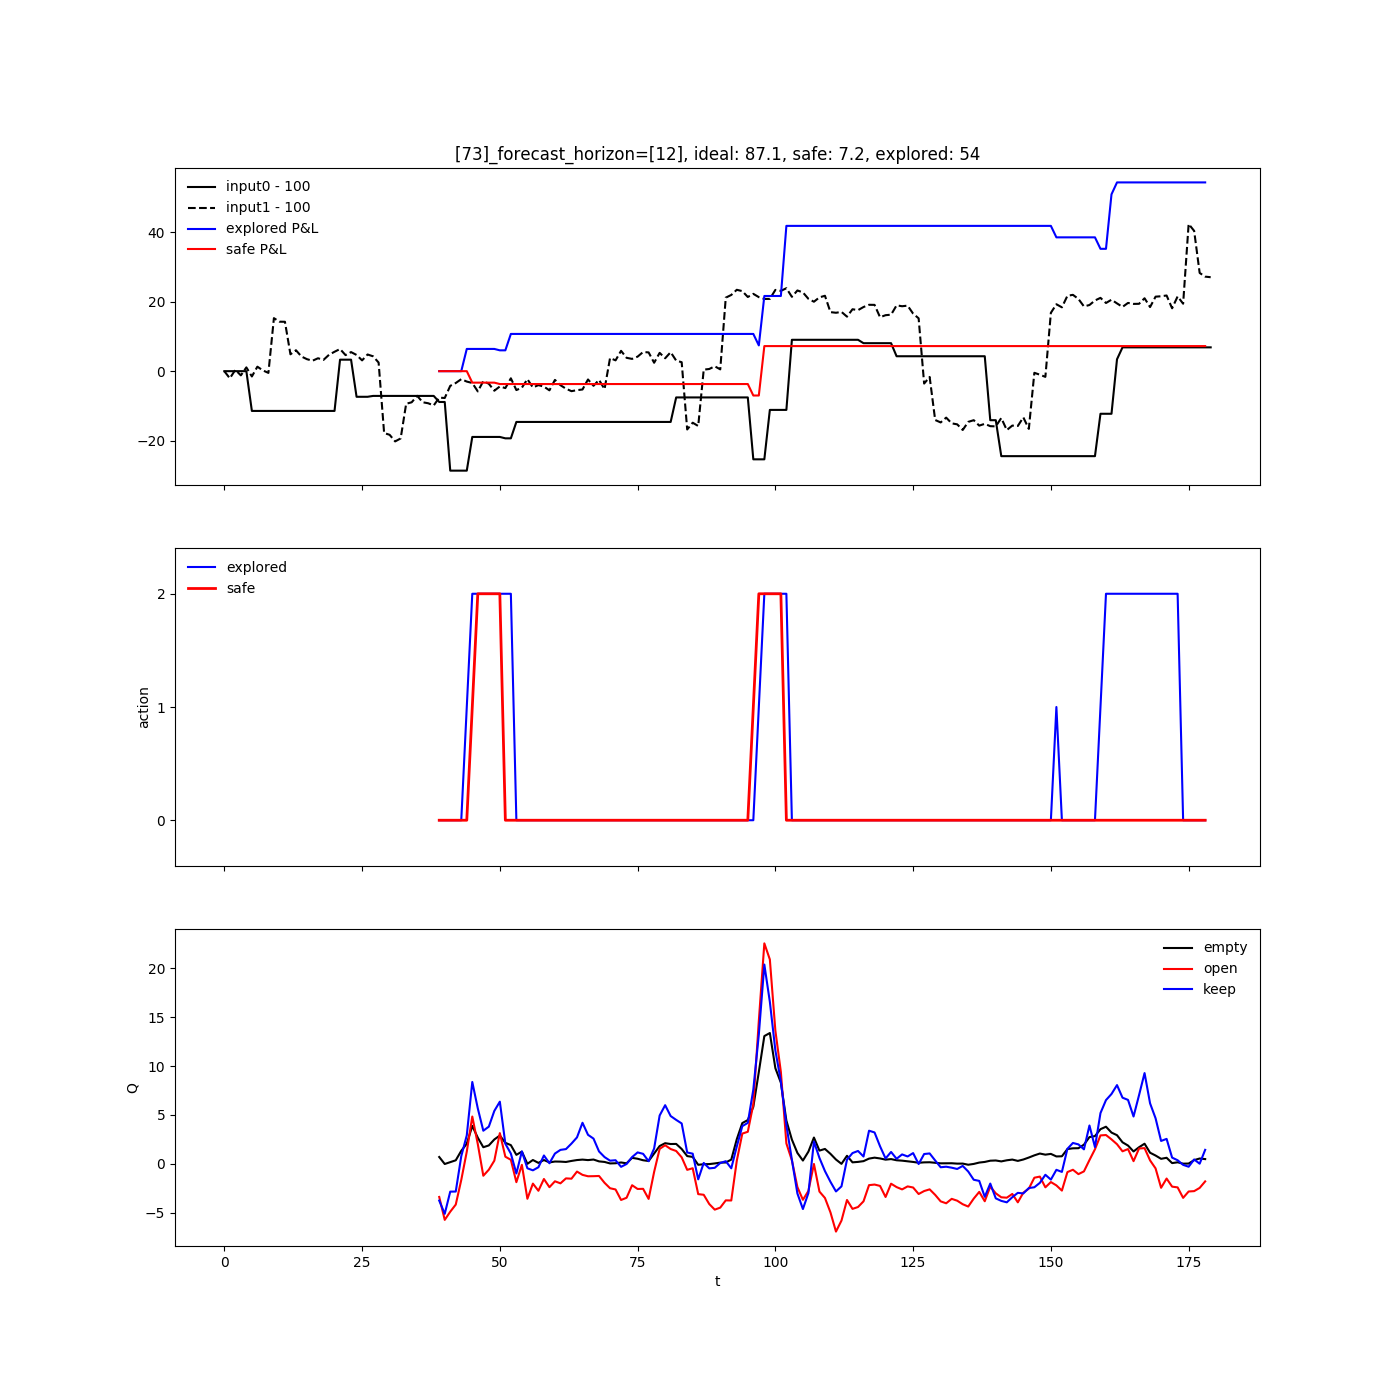 [73]_forecast_horizon=[12], ideal: 87.1, safe: 7.2, explored: 54
input0 - 100
input1 - 100
explored P&L
safe P&L
40
20
0
−20
explored
safe
2
1
0
action
empty
open
keep
20
15
10
5
0
−5
Q
0 25 50 75 100 125 150 175
t